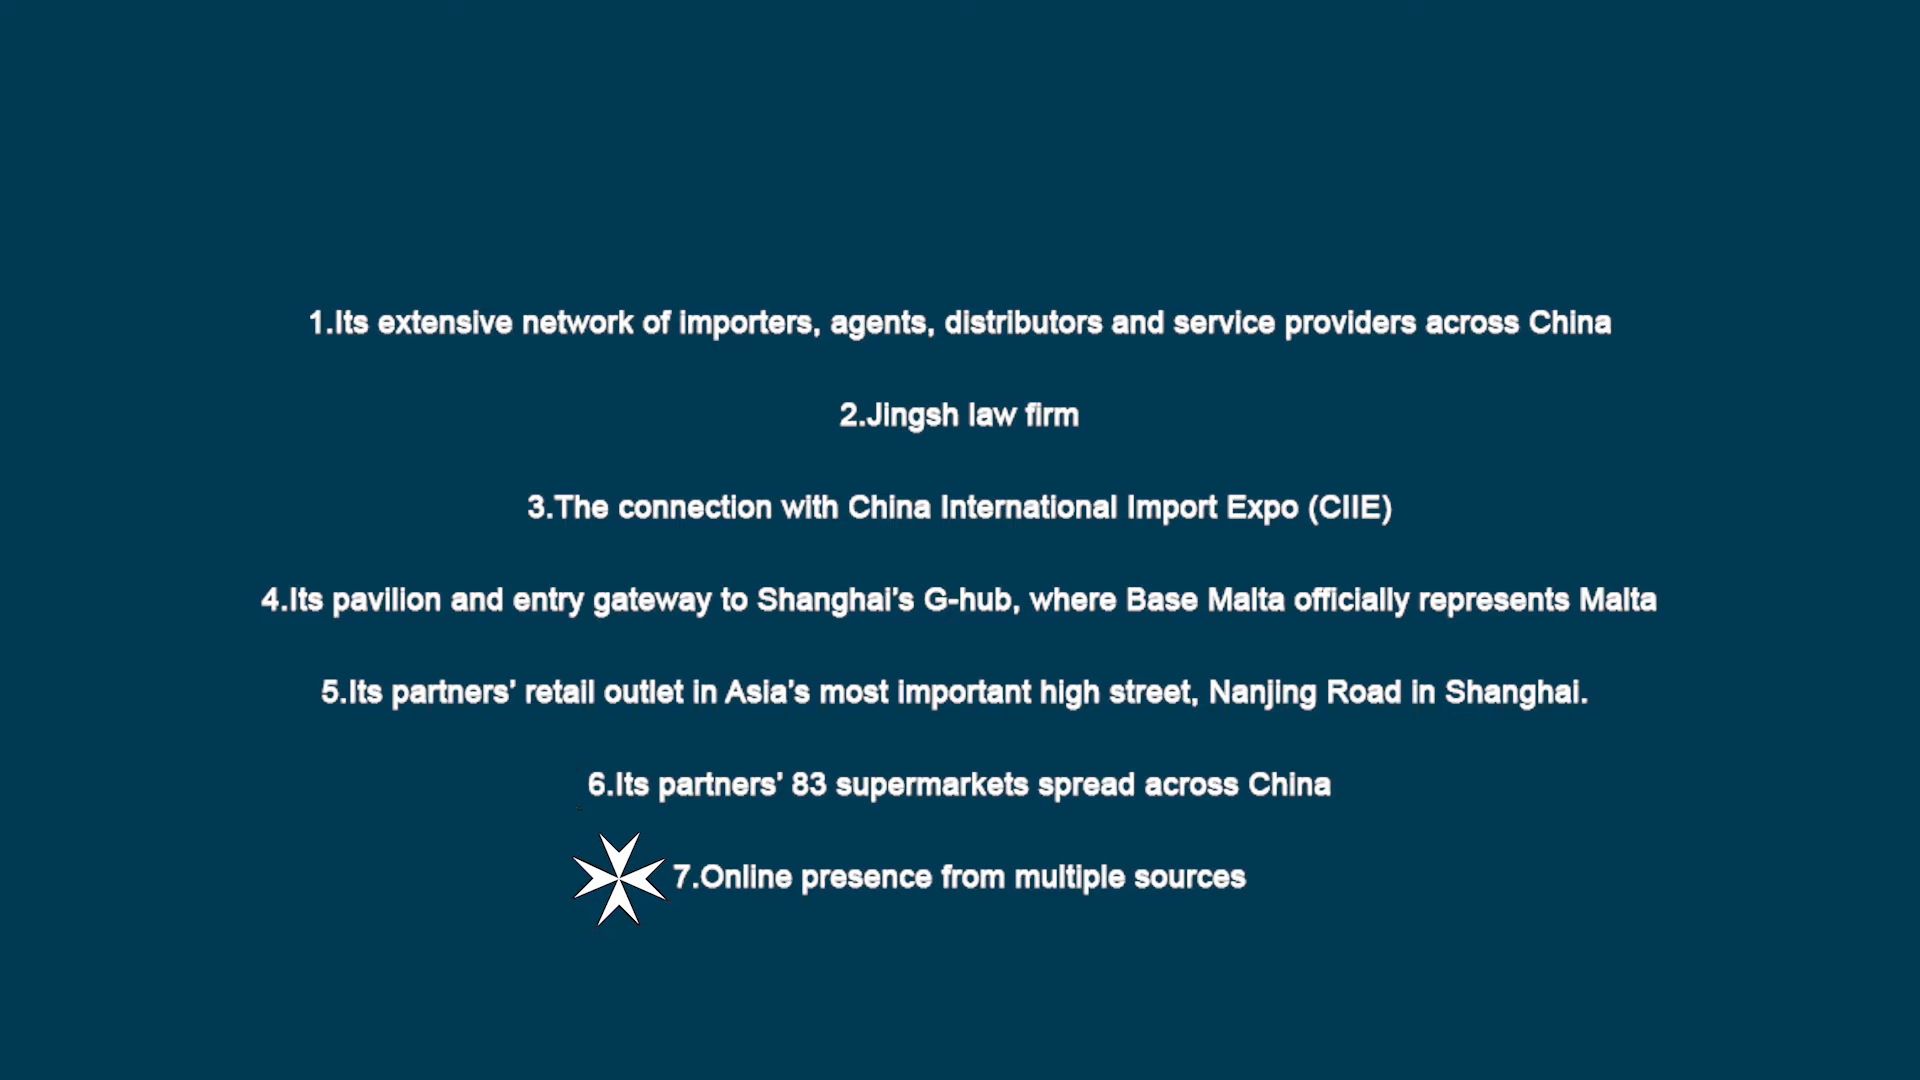 1.Its extensive network of importers, agents, distributors and service providers across China
2.Jingsh law firm
3.The connection with China International Import Expo (CIIE)
4.Its pavilion and entry gateway to Shanghai's G-hub, where Base Malta officially represents Malta
5.Its partners’ retail outlet in Asia’s most important high street, Nanjing Road in Shanghai.
6.Its partners’ 83 supermarkets spread across China
7.Online presence from multiple sources